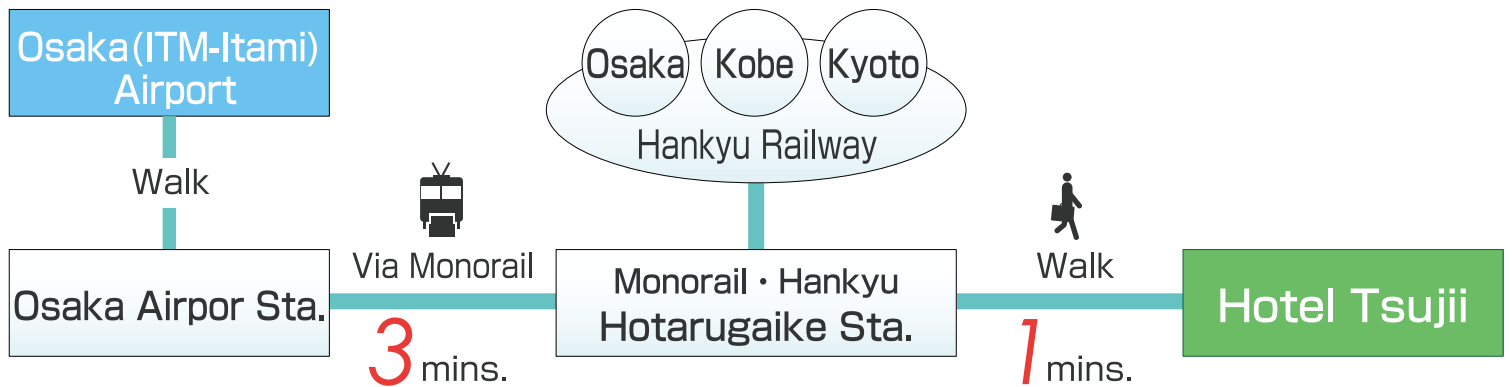 Osaka(ITM-Itami)
Airport
Walk
Osaka Airpor Sta.
Via Monorail
3 mins.
Osaka
Kobe
Kyoto
Hankyu Railway
Monorail・Hankyu
Hotarugaike Sta.
Walk
1 mins.
Hotel Tsujii